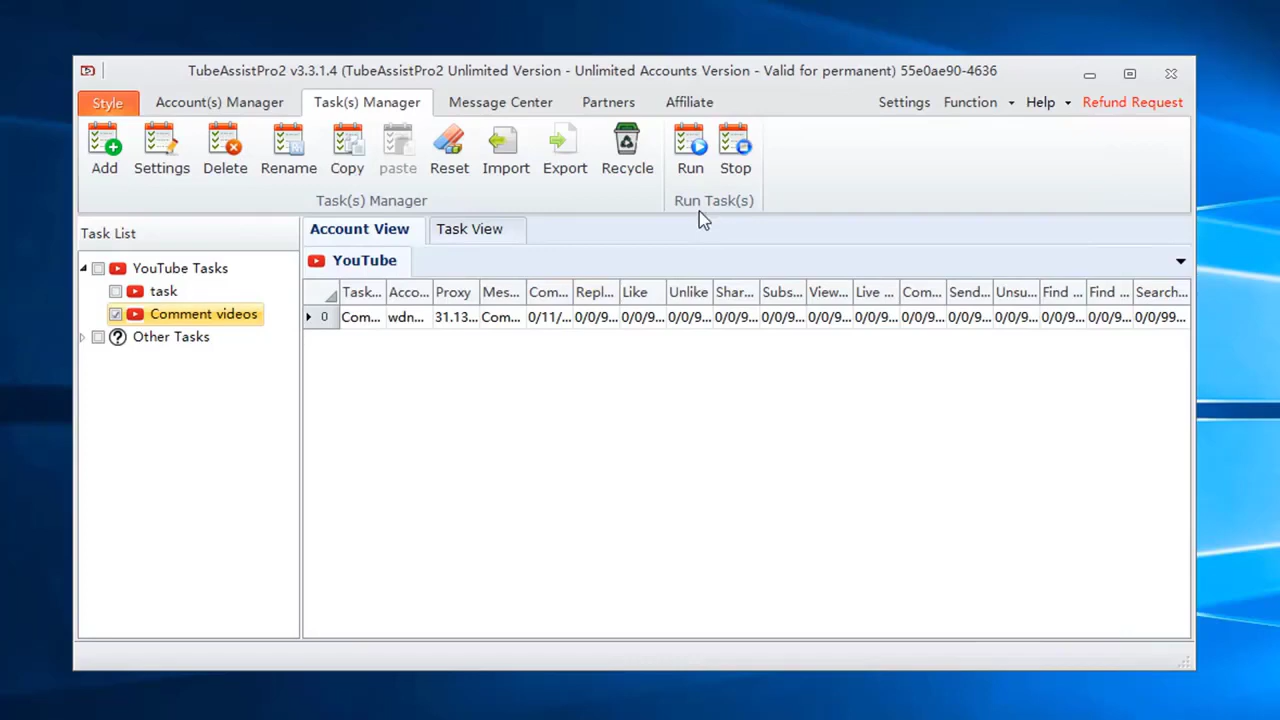 TubeAssistPro2 v3.3.1.4 (TubeAssistPro2 Unlimited Version - Unlimited Accounts Version - Valid for permanent) 55e0ae90-4636
Style Account(s) Manager Task(s) Manager Message Center Partners Affiliate Settings Function Help Refund Request
Add Settings Delete Rename Copy paste Reset Import Export Recycle Run Stop
Task(s) Manager Run Task(s)
Task List Account View Task View
YouTube
YouTube Tasks
task
Comment videos
Other Tasks
Task... Acco... Proxy Mes... Com... Repl... Like Unlike Shar... Subs... View... Live ... Com... Send... Unsu... Find ... Find ... Search...
0 Com... wdn... 31.13... Com... 0/11/... 0/0/9... 0/0/9... 0/0/9... 0/0/9... 0/0/9... 0/0/9... 0/0/9... 0/0/9... 0/0/9... 0/0/9... 0/0/9... 0/0/9... 0/0/99...